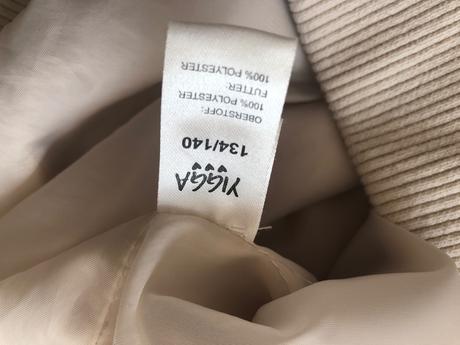 YIGGA
134/140
OBERSTOFF:
100% POLYESTER
FUTTER:
100% POLYESTER